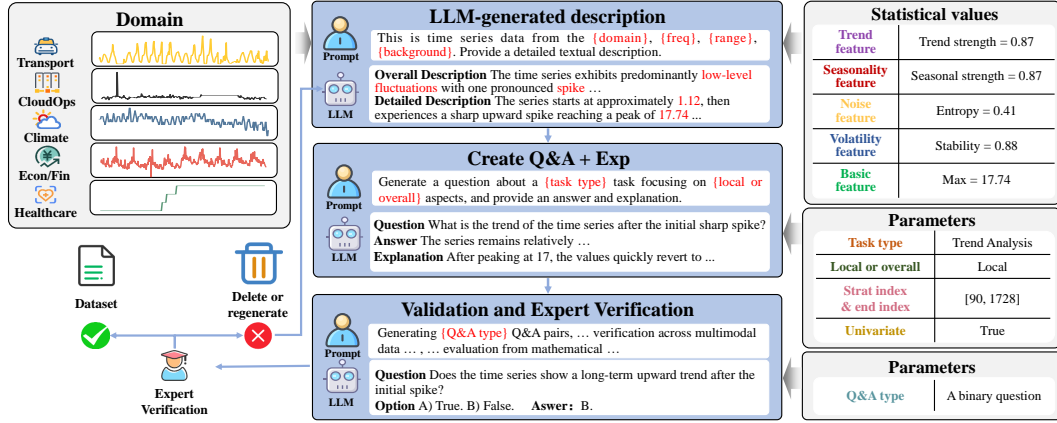 Domain
Transport
CloudOps
Climate
Econ/Fin
Healthcare
Dataset
Delete or
regenerate
Expert
Verification
LLM-generated description
Prompt
This is time series data from the {domain}, {freq}, {range},
{background}. Provide a detailed textual description.
LLM
Overall Description The time series exhibits predominantly low-level
fluctuations with one pronounced spike …
Detailed Description The series starts at approximately 1.12, then
experiences a sharp upward spike reaching a peak of 17.74 ...
Create Q&A + Exp
Prompt
Generate a question about a {task type} task focusing on {local or
overall} aspects, and provide an answer and explanation.
LLM
Question What is the trend of the time series after the initial sharp spike?
Answer The series remains relatively …
Explanation After peaking at 17, the values quickly revert to ...
Validation and Expert Verification
Prompt
Generating {Q&A type} Q&A pairs, … verification across multimodal
data … , … evaluation from mathematical …
LLM
Question Does the time series show a long-term upward trend after the
initial spike?
Option A) True. B) False. Aswer: B.
Statistical values
Trend
feature
Trend strength = 0.87
Seasonality
feature
Seasonal strength = 0.87
Noise
feature
Entropy = 0.41
Volatility
feature
Stability = 0.88
Basic
feature
Max = 17.74
Parameters
Task type
Trend Analysis
Local or overall
Local
Strat index
& end index
[90, 1728]
Univariate
True
Parameters
Q&A type
A binary question